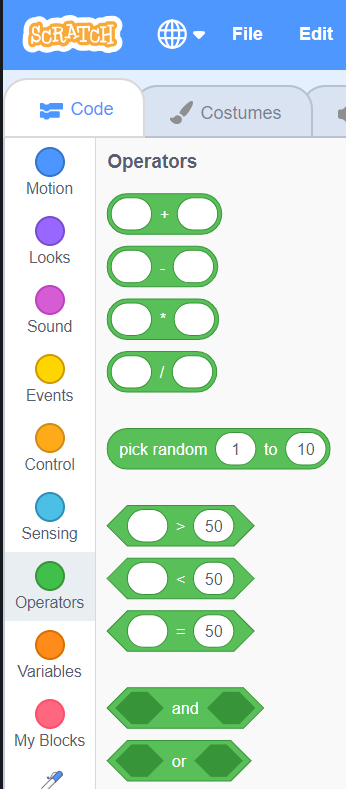 SCRATCH File Edit
Code Costumes
Motion
Looks
Sound
Events
Control
Sensing
Operators
Variables
My Blocks
Operators
+
-
*
/
pick random 1 to 10
> 50
< 50
= 50
and
or